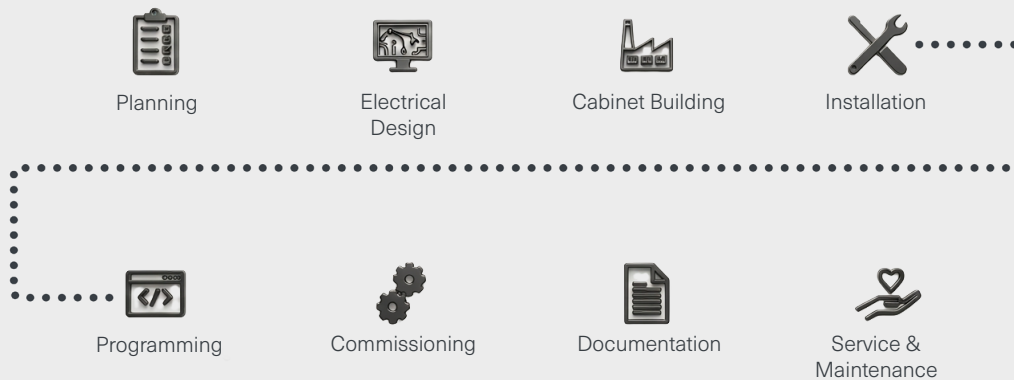 Planning
Electrical
Design
Cabinet Building
Installation
</>
Programming
Commissioning
Documentation
Service &
Maintenance